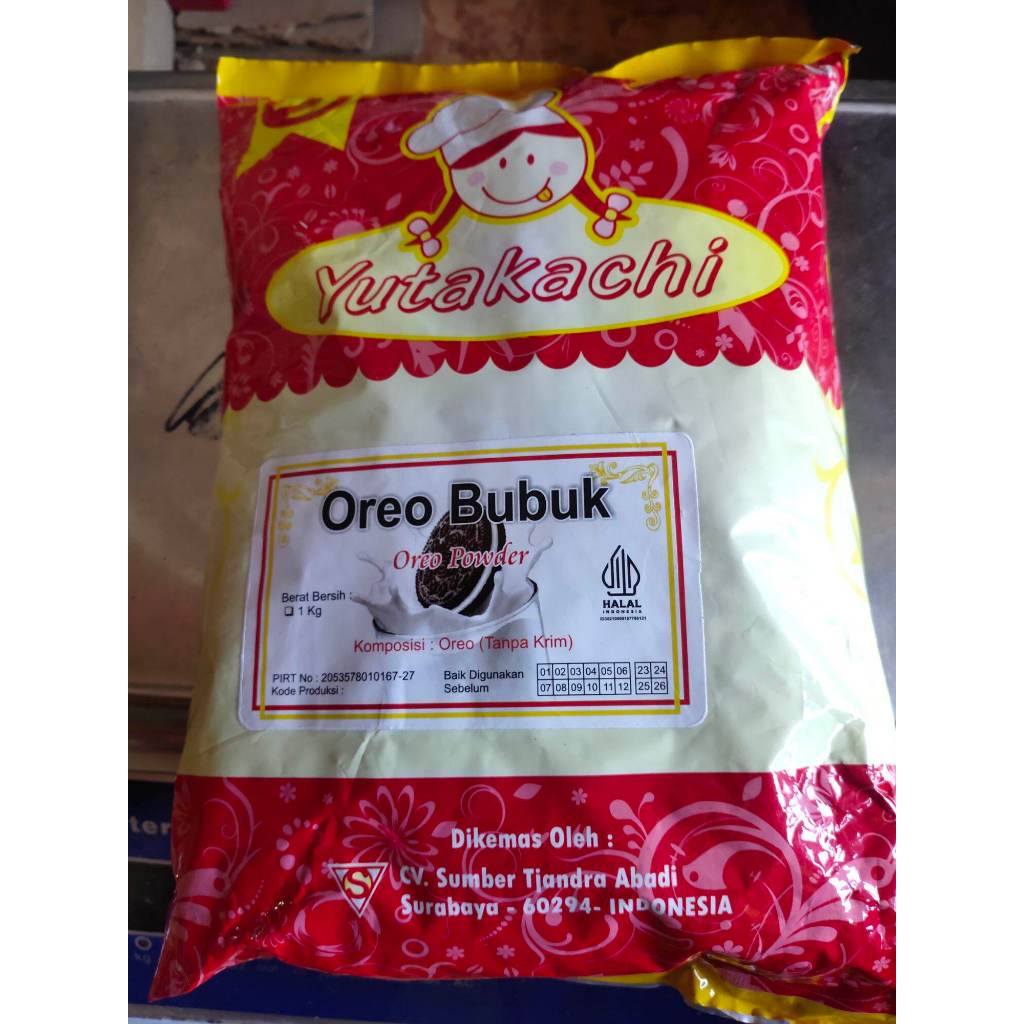 Yutakachi
Oreo Bubuk
Oreo Powder
Berat Bersih :
❑ 1 Kg
HALAL
INDONESIA
Komposisi : Oreo (Tanpa Krim)
PIRT No : 2053578010167-27
Kode Produksi :
Baik Digunakan
Sebelum
01 02 03 04 05 06 23 24
07 08 09 10 11 12 25 26
Dikemas Oleh :
S
CV. Sumber Tjandra Abadi
Surabaya - 60294- INDONESIA